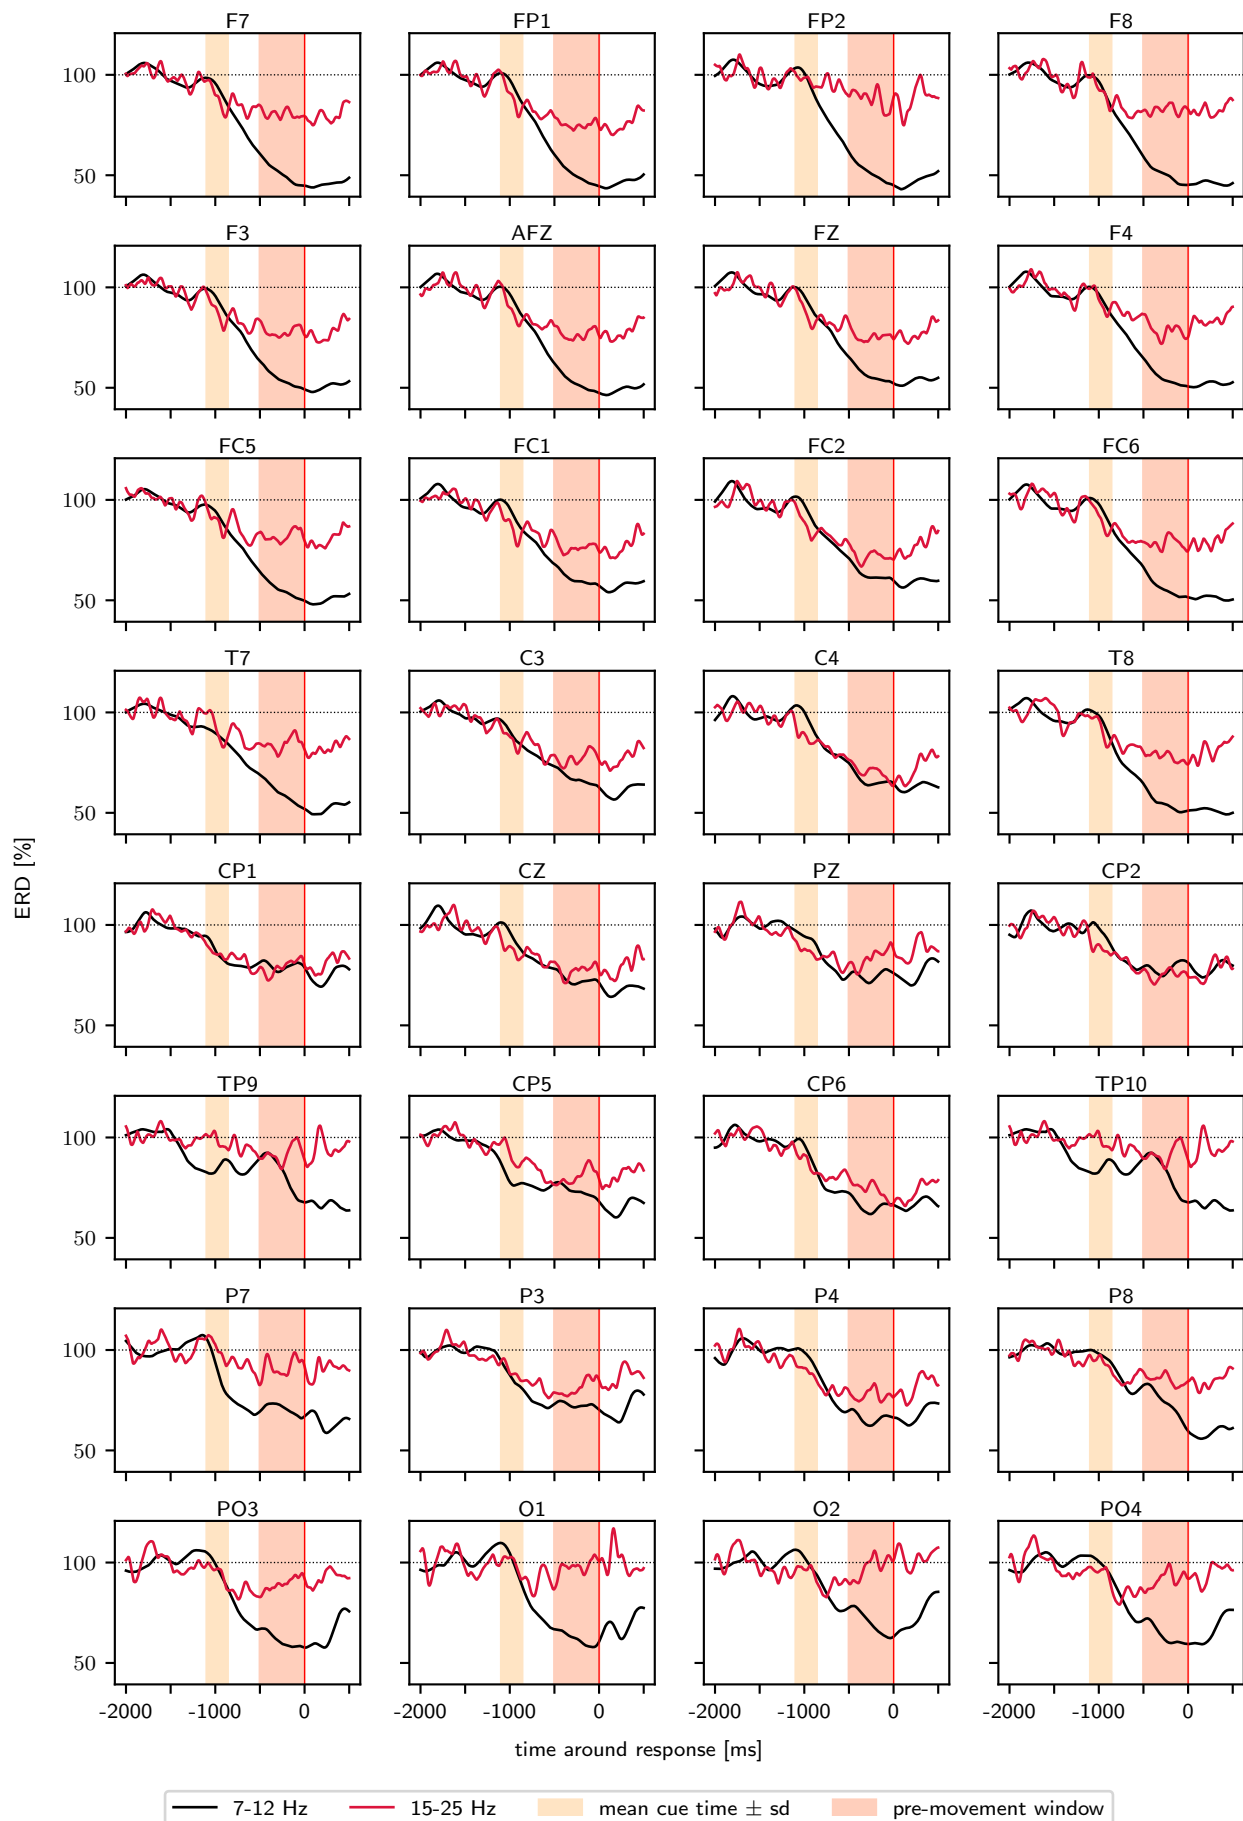 F7 FP1 FP2 F8
100
50
F3 AFZ FZ F4
100
50
FC5 FC1 FC2 FC6
100
50
T7 C3 C4 T8
100
50
ERD [%]
CP1 CZ PZ CP2
100
50
TP9 CP5 CP6 TP10
100
50
P7 P3 P4 P8
100
50
PO3 O1 O2 PO4
100
50
-2000 -1000 0 -2000 -1000 0 -2000 -1000 0 -2000 -1000 0
time around response [ms]
7-12 Hz 15-25 Hz mean cue time ± sd pre-movement window